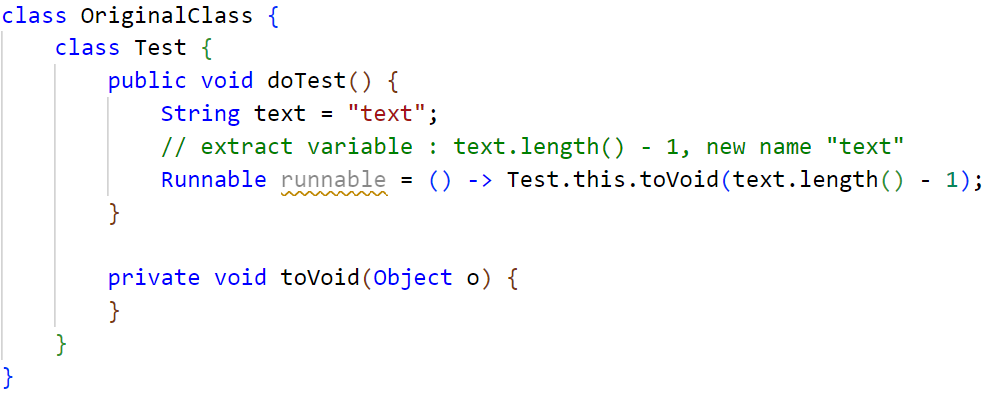 class OriginalClass {
    class Test {
        public void doTest() {
            String text = "text";
            // extract variable : text.length() - 1, new name "text"
            Runnable runnable = () -> Test.this.toVoid(text.length() - 1);
        }

        private void toVoid(Object o) {
        }
    }
}